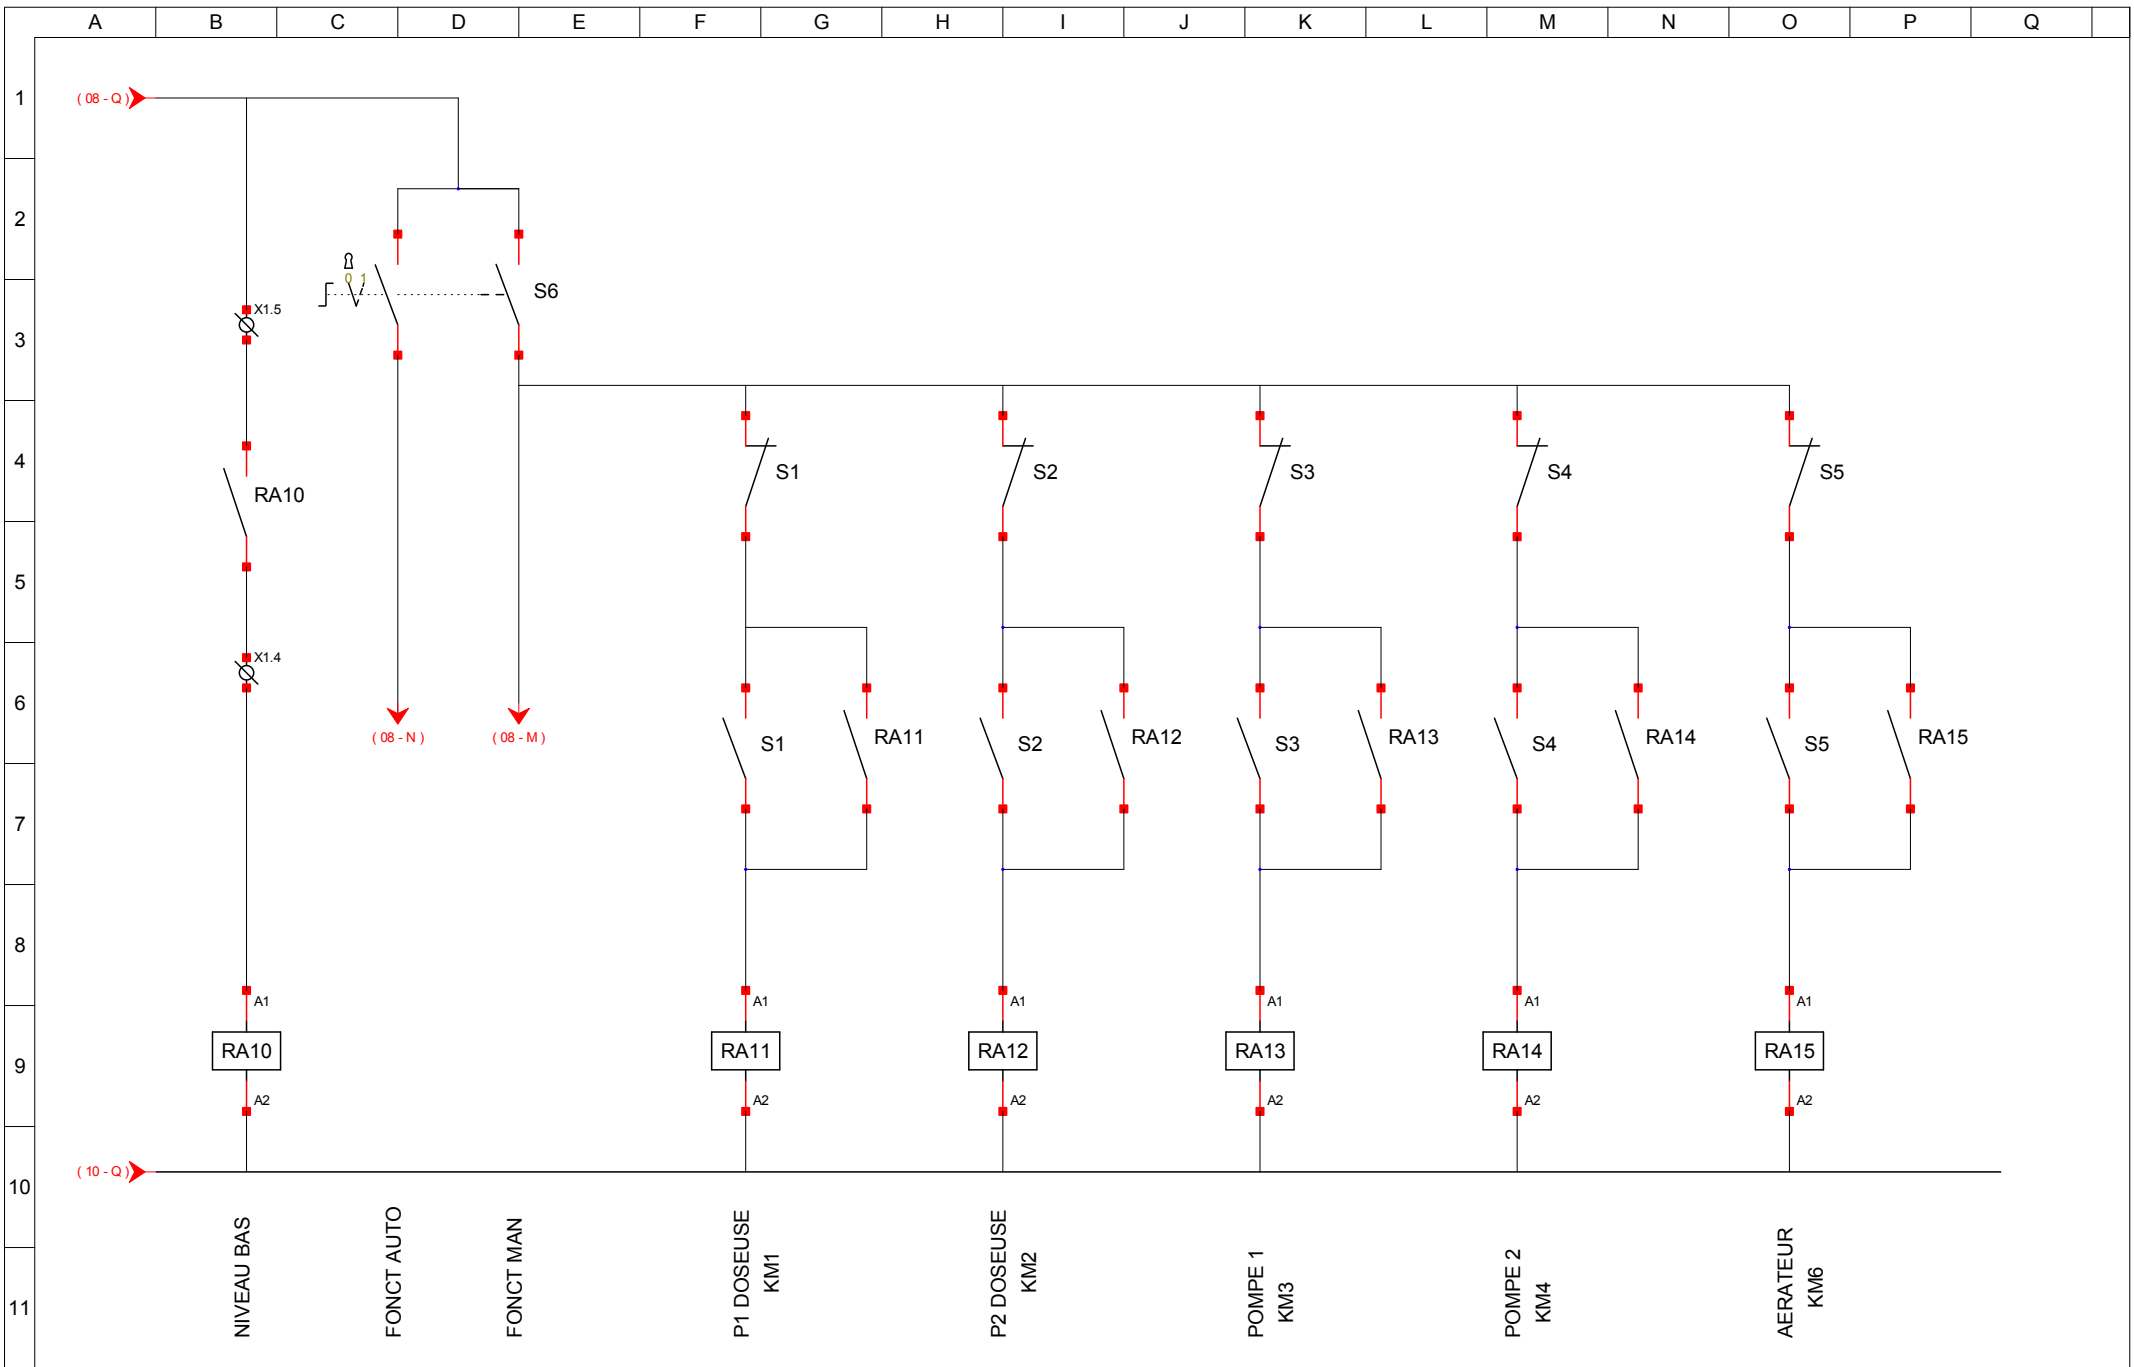 A B C D E F G H I J K L M N O P Q
1
( 08 - Q )
2
0 1
S6
X1.5
3
4
S1 S2 S3 S4 S5
RA10
5
X1.4
6
( 08 - N ) ( 08 - M )
S1 RA11 S2 RA12 S3 RA13 S4 RA14 S5 RA15
7
8
A1 A1 A1 A1 A1 A1
9
RA10 RA11 RA12 RA13 RA14 RA15
A2 A2 A2 A2 A2 A2
( 10 - Q )
10
11
NIVEAU BAS
FONCT AUTO
FONCT MAN
P1 DOSEUSE
KM1
P2 DOSEUSE
KM2
POMPE 1
KM3
POMPE 2
KM4
AERATEUR
KM6